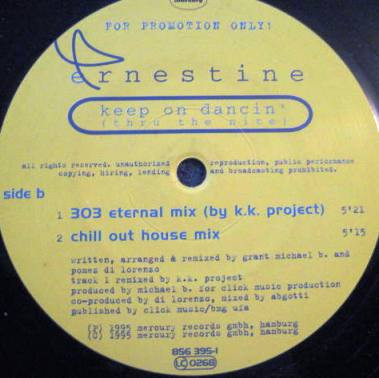 mercury
FOR PROMOTION ONLY!
ernestine
keep on dancin'
(thru the nite)
all rights reserved. unauthorized reproduction, public performance
copying, hiring, lending and broadcasting prohibited.
side b
1 303 eternal mix (by k.k. project) 5'21
2 chill out house mix 5'15
written, arranged & remixed by grant michael b. and
pomez di lorenzo
track 1 remixed by k.k. project
produced by michael b. for click music production
co-produced by di lorenzo, mixed by abgotti
published by click music/bmg ufa
(P) 1995 mercury records gmbh, hamburg
(C) 1995 mercury records gmbh, hamburg
856 395-1
LC 0268